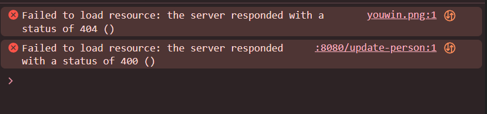 Failed to load resource: the server responded with a youwin.png:1
status of 404 ()
Failed to load resource: the server responded :8080/update-person:1
with a status of 400 ()